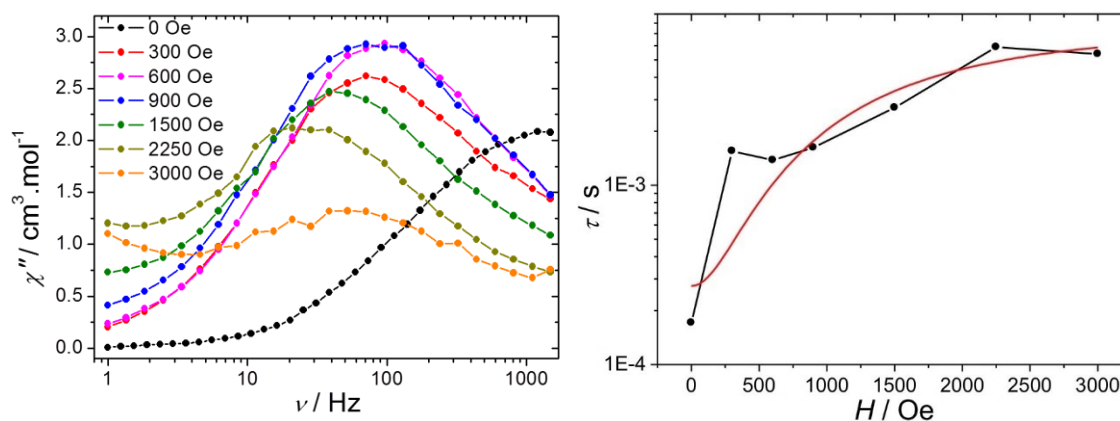 3.0
2.5
2.0
1.5
1.0
0.5
0.0
χ''/ cm³.mol⁻¹
0 Oe
300 Oe
600 Oe
900 Oe
1500 Oe
2250 Oe
3000 Oe
1 10 100 1000
ν / Hz
1E-3
1E-4
τ / s
0 500 1000 1500 2000 2500 3000
H / Oe